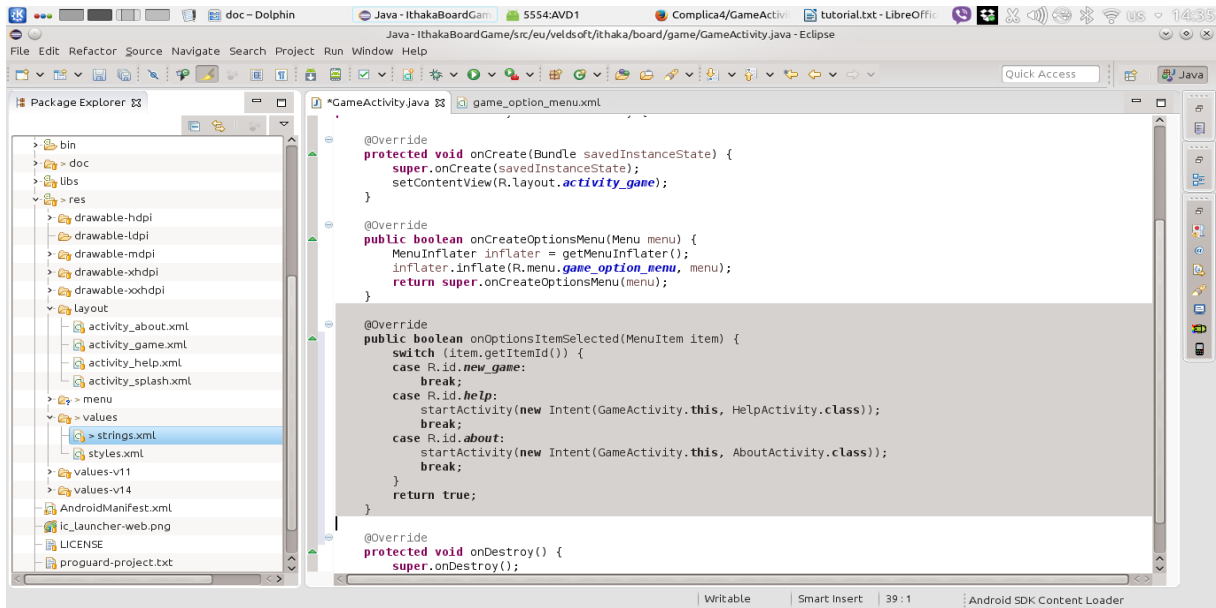 doc – Dolphin
Java - IthakaBoardGam
5554:AVD1
Complica4/GameActivi
tutorial.txt - LibreOffic
us
14:35
Java - IthakaBoardGame/src/eu/veldsoft/ithaka/board/game/GameActivity.java - Eclipse
File Edit Refactor Source Navigate Search Project Run Window Help
Quick Access
Java
Package Explorer
*GameActivity.java
game_option_menu.xml
> bin
> doc
libs
> res
drawable-hdpi
drawable-ldpi
drawable-mdpi
drawable-xhdpi
drawable-xxhdpi
layout
activity_about.xml
activity_game.xml
activity_help.xml
activity_splash.xml
> menu
> values
> strings.xml
styles.xml
values-v11
values-v14
AndroidManifest.xml
ic_launcher-web.png
LICENSE
proguard-project.txt
@Override
protected void onCreate(Bundle savedInstanceState) {
super.onCreate(savedInstanceState);
setContentView(R.layout.activity_game);
}
@Override
public boolean onCreateOptionsMenu(Menu menu) {
MenuInflater inflater = getMenuInflater();
inflater.inflate(R.menu.game_option_menu, menu);
return super.onCreateOptionsMenu(menu);
}
@Override
public boolean onOptionsItemSelected(MenuItem item) {
switch (item.getItemId()) {
case R.id.new_game:
break;
case R.id.help:
startActivity(new Intent(GameActivity.this, HelpActivity.class));
break;
case R.id.about:
startActivity(new Intent(GameActivity.this, AboutActivity.class));
break;
}
return true;
}
@Override
protected void onDestroy() {
super.onDestroy();
Writable
Smart Insert
39 : 1
Android SDK Content Loader